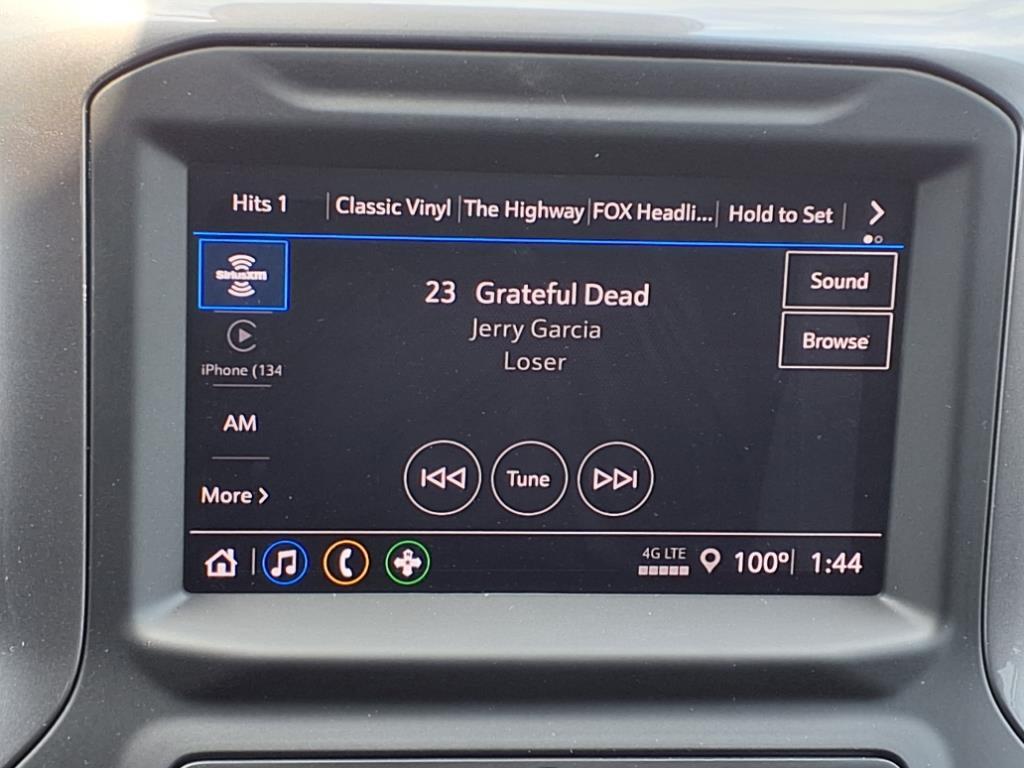 Hits 1
Classic Vinyl
The Highway
FOX Headli...
Hold to Set
SiriusXM
iPhone (134
AM
More
23 Grateful Dead
Jerry Garcia
Loser
Sound
Browse
Tune
4G LTE
100°
1:44